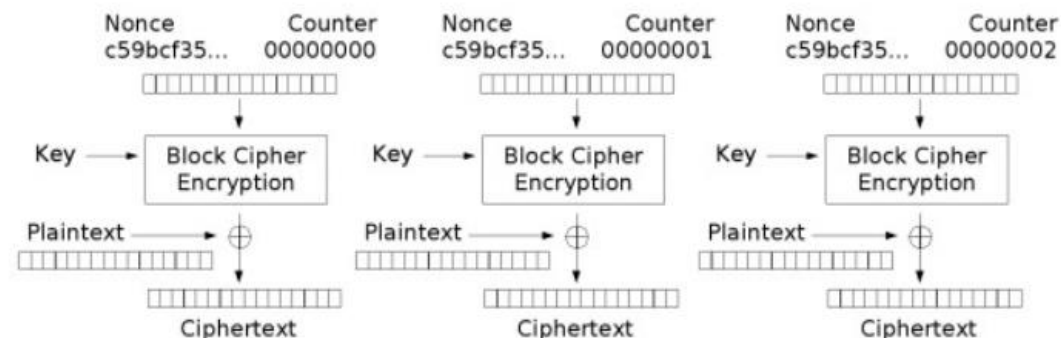 Nonce Counter Nonce Counter Nonce Counter
c59bcf35... 00000000 c59bcf35... 00000001 c59bcf35... 00000002
Key Block Cipher Encryption Key Block Cipher Encryption Key Block Cipher Encryption
Plaintext Plaintext Plaintext
Ciphertext Ciphertext Ciphertext